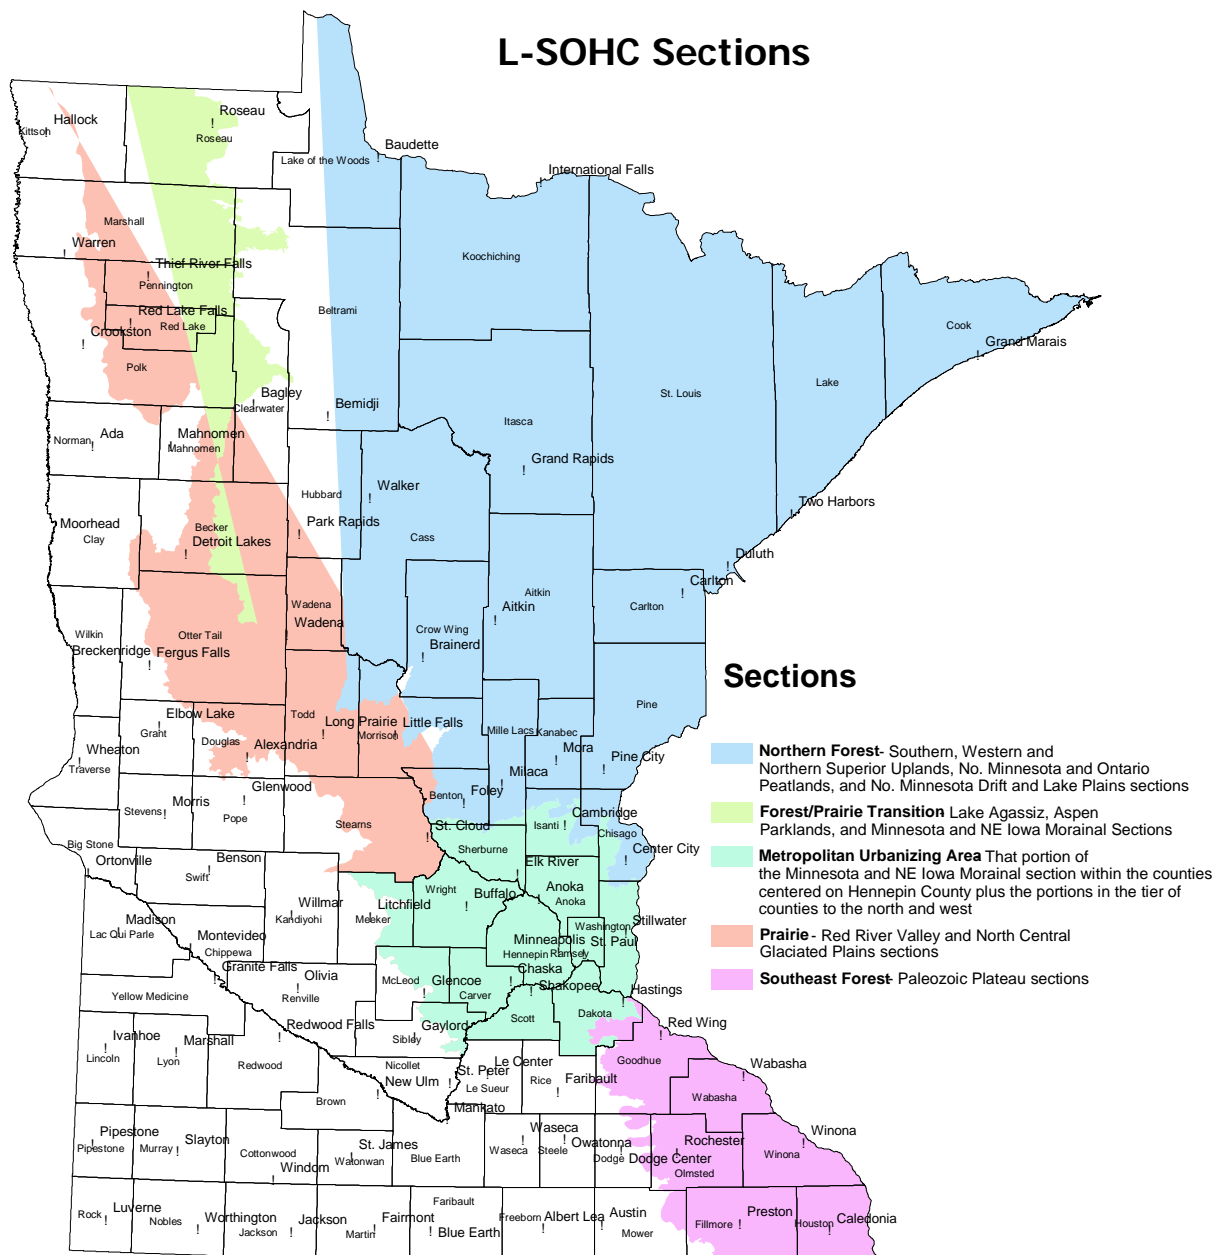 L-SOHC Sections
Hallock
Kittson
Roseau
Roseau
Lake of the Woods
Baudette
International Falls
Marshall
Warren
Thief River Falls
Pennington
Koochiching
Red Lake Falls
Red Lake
Crookston
Polk
Beltrami
Cook
Grand Marais
Lake
St. Louis
Bagley
Clearwater
Bemidji
Itasca
Norman
Ada
Mahnomen
Mahnomen
Grand Rapids
Hubbard
Walker
Park Rapids
Two Harbors
Moorhead
Clay
Becker
Detroit Lakes
Cass
Duluth
Carlton
Carlton
Aitkin
Aitkin
Wadena
Wadena
Crow Wing
Brainerd
Wilkin
Breckenridge
Otter Tail
Fergus Falls
Sections
Pine
Elbow Lake
Grant
Douglas
Alexandria
Todd
Long Prairie
Morrison
Little Falls
Mille Lacs
Kanabec
Mora
Pine City
Wheaton
Traverse
Milaca
Glenwood
Morris
Stevens
Pope
Benton
Foley
Stearns
St. Cloud
Sherburne
Isanti
Cambridge
Chisago
Center City
Northern Forest- Southern, Western and
Northern Superior Uplands, No. Minnesota and Ontario
Peatlands, and No. Minnesota Drift and Lake Plains sections
Forest/Prairie Transition- Lake Agassiz, Aspen
Parklands, and Minnesota and NE Iowa Morainal Sections
Metropolitan Urbanizing Area- That portion of
the Minnesota and NE Iowa Morainal section within the counties
centered on Hennepin County plus the portions in the tier of
counties to the north and west
Prairie - Red River Valley and North Central
Glaciated Plains sections
Southeast Forest- Paleozoic Plateau sections
Big Stone
Ortonville
Benson
Swift
Elk River
Wright
Buffalo
Anoka
Anoka
Willmar
Kandiyohi
Litchfield
Meeker
Stillwater
Washington
Madison
Lac Qui Parle
Montevideo
Chippewa
Minneapolis
Hennepin
Ramsey
St. Paul
Granite Falls
Olivia
Renville
McLeod
Glencoe
Carver
Chaska
Shakopee
Hastings
Yellow Medicine
Redwood Falls
Sibley
Gaylord
Scott
Dakota
Red Wing
Ivanhoe
Lincoln
Marshall
Lyon
Redwood
Nicollet
New Ulm
St. Peter
Le Center
Le Sueur
Rice
Faribault
Goodhue
Wabasha
Wabasha
Brown
Mankato
Pipestone
Pipestone
Slayton
Murray
Cottonwood
Windom
St. James
Watonwan
Blue Earth
Waseca
Waseca
Steele
Owatonna
Dodge
Dodge Center
Rochester
Olmsted
Winona
Winona
Rock
Luverne
Nobles
Worthington
Jackson
Jackson
Martin
Fairmont
Faribault
Blue Earth
Freeborn
Albert Lea
Austin
Mower
Fillmore
Preston
Houston
Caledonia